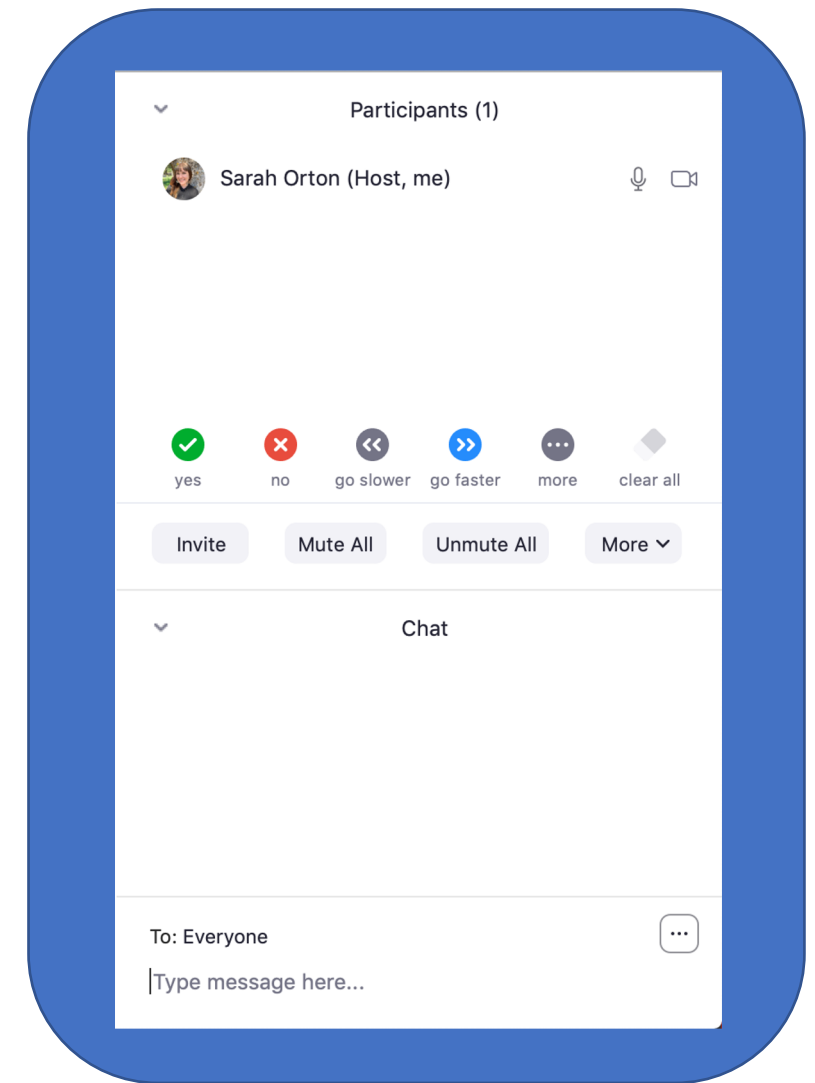 Participants (1)
Sarah Orton (Host, me)
yes no go slower go faster more clear all
Invite Mute All Unmute All More
Chat
To: Everyone
Type message here...